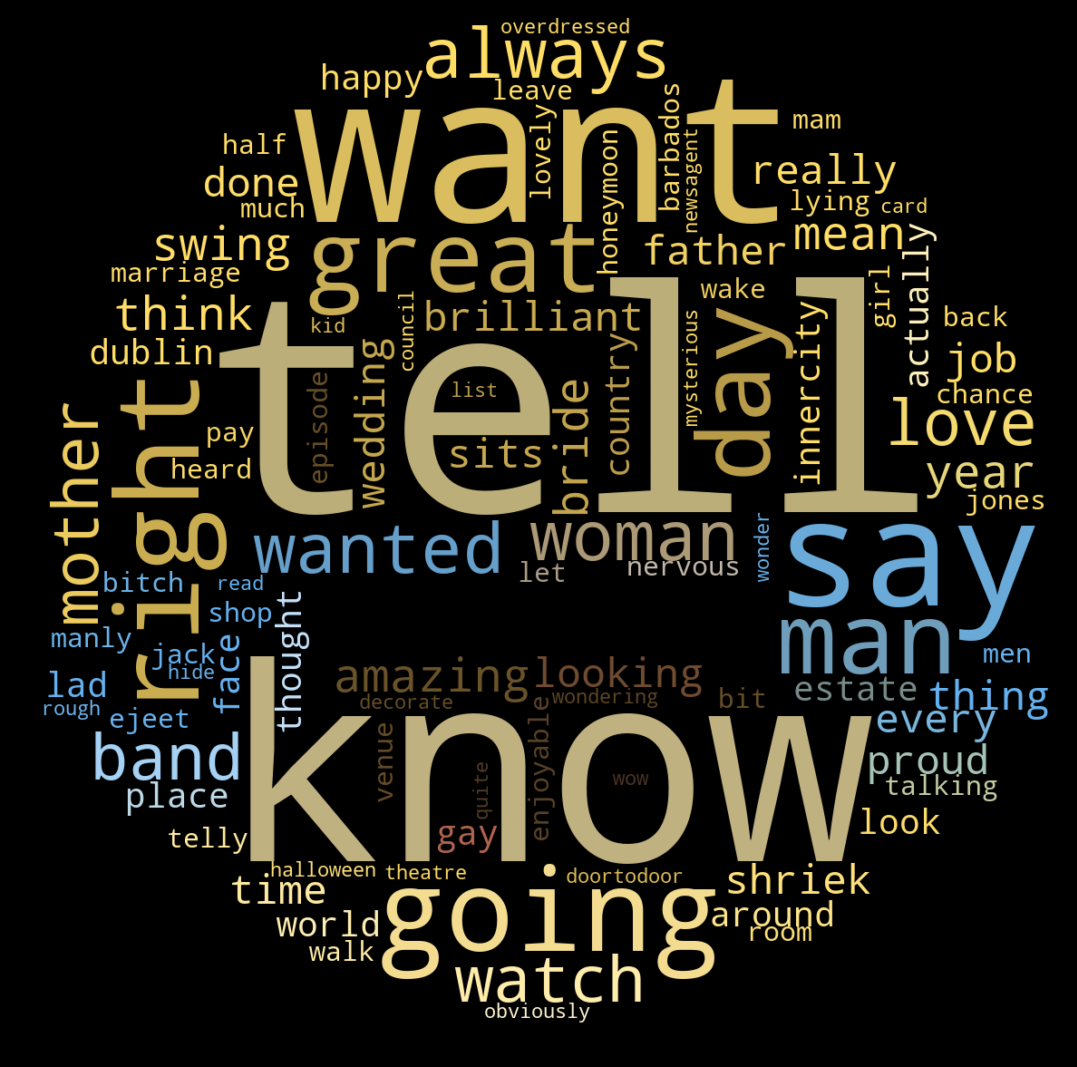 overdressed
always
happy
leave
want
lovely
barbados
mam
newsagent
half
honeymoon
really
done
lying
card
much
great
father
mean
swing
actually
marriage
girl
wake
tell
day
think
kid
council
brilliant
country
mysterious
innercity
back
dublin
job
episode
wedding
list
bride
chance
right
mother
pay
love
heard
sits
year
jones
wanted
woman
say
wonder
let
nervous
bitch
read
shop
man
manly
jack
face
thought
men
hide
amazing
looking
lad
estate
thing
rough
ejeet
decorate
wondering
bit
every
know
band
venue
enjoyable
proud
place
quite
wow
talking
telly
gay
look
halloween
theatre
doortodoor
shriek
time
going
around
world
room
walk
watch
obviously